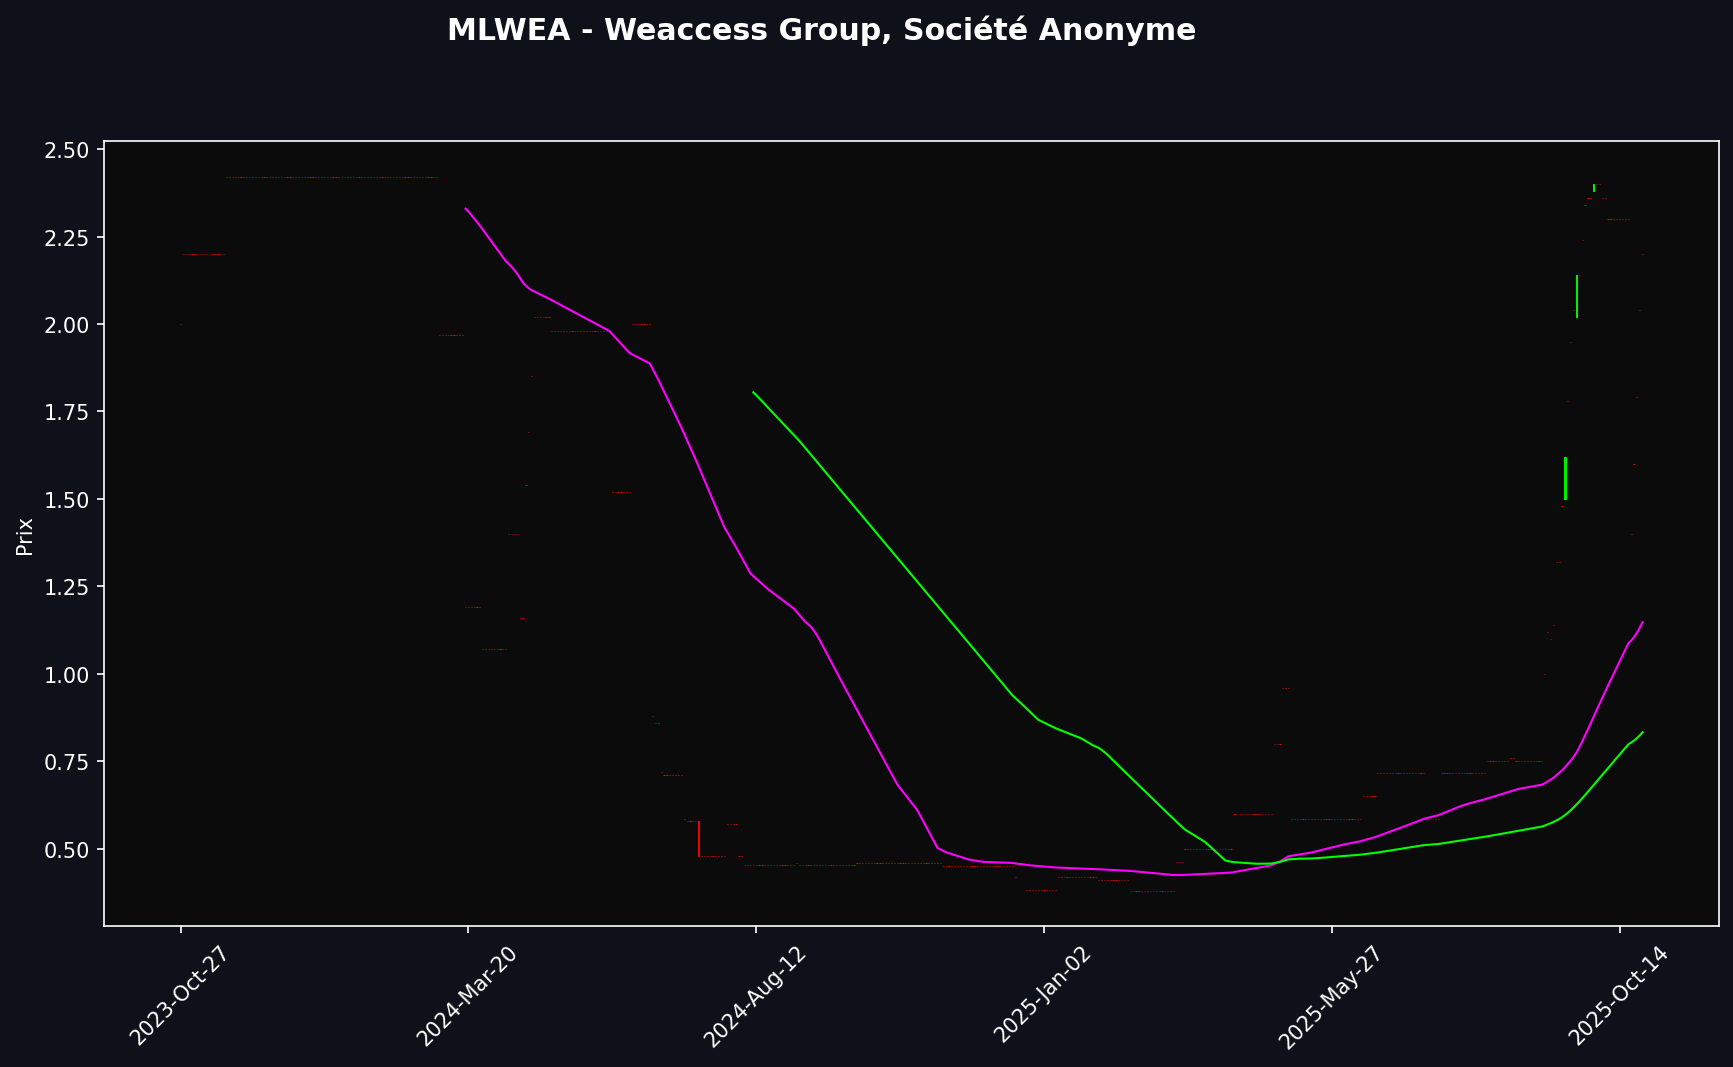 MLWEA - Weaccess Group, Société Anonyme
Prix
2.50
2.25
2.00
1.75
1.50
1.25
1.00
0.75
0.50
2023-Oct-27
2024-Mar-20
2024-Aug-12
2025-Jan-02
2025-May-27
2025-Oct-14